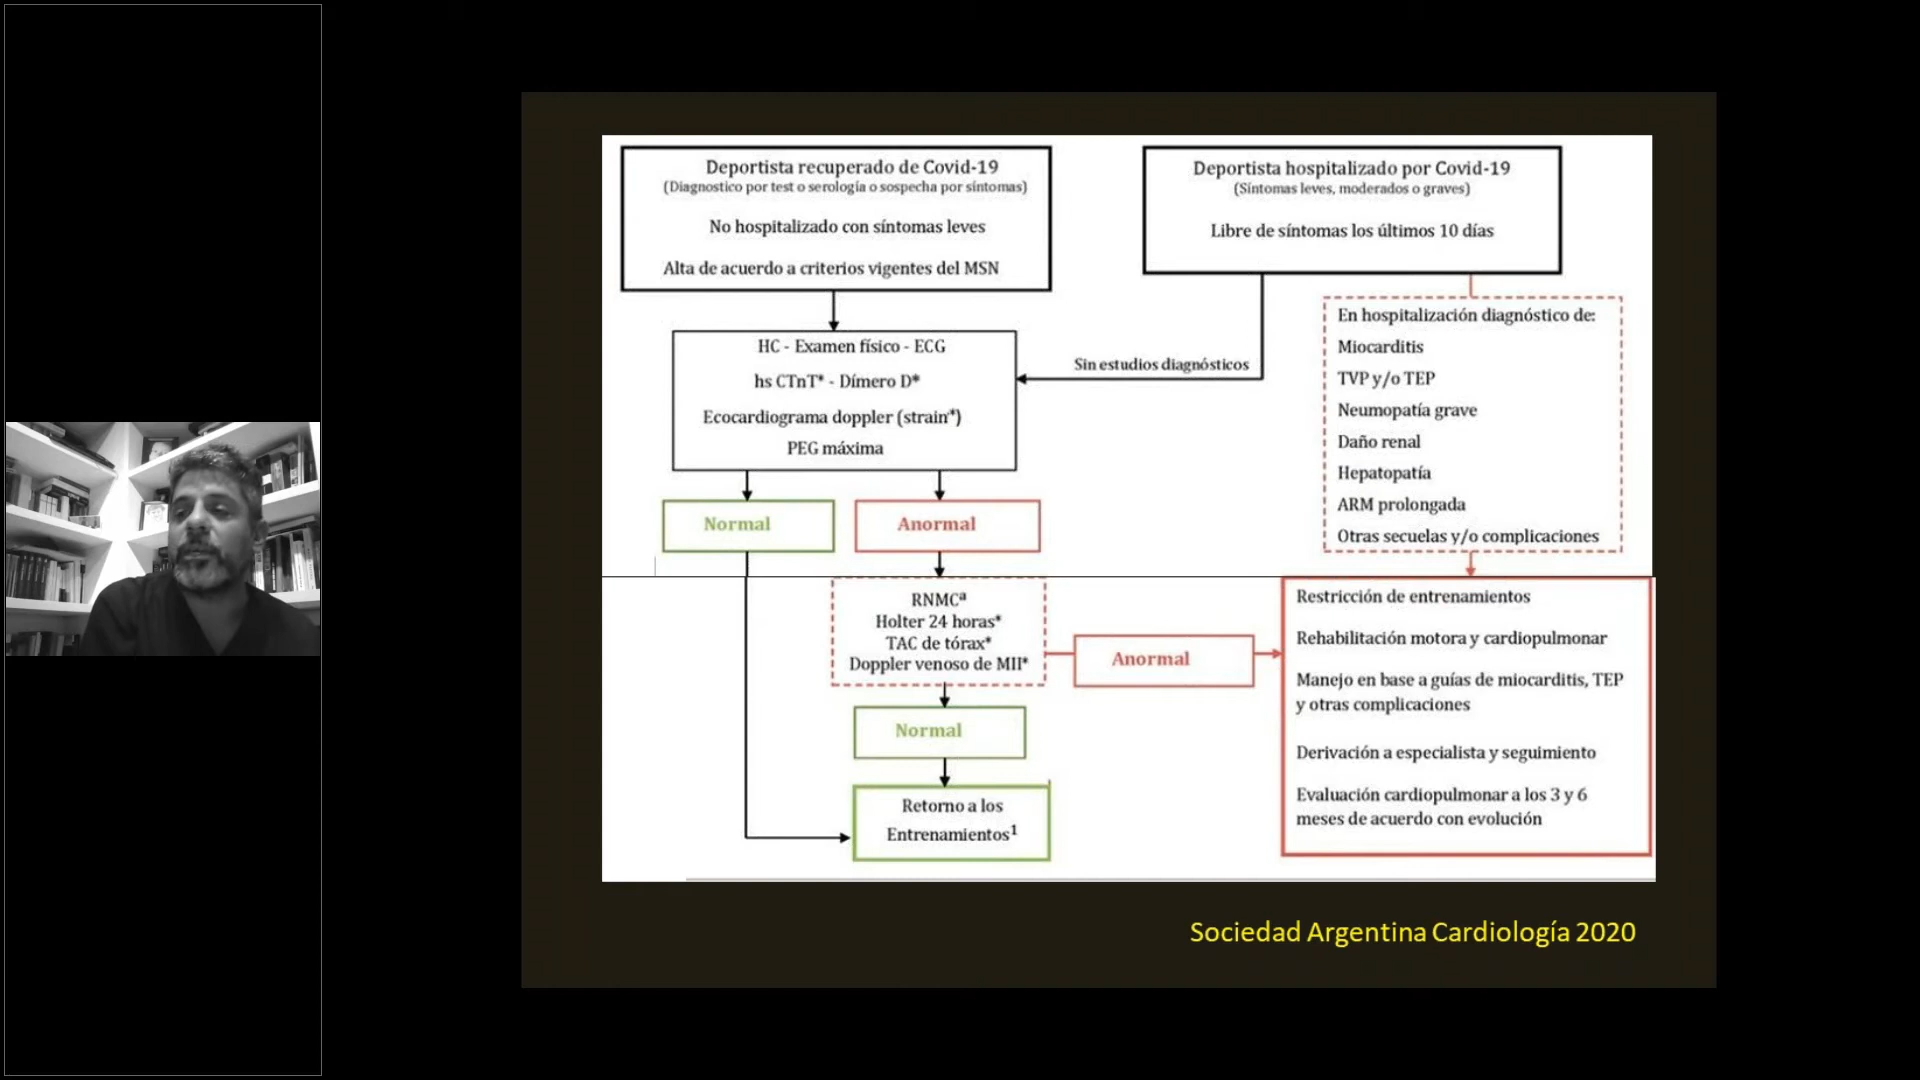 Deportista recuperado de Covid-19
(Diagnostico por test o serología o sospecha por síntomas)
No hospitalizado con síntomas leves
Alta de acuerdo a criterios vigentes del MSN
Deportista hospitalizado por Covid-19
(Síntomas leves, moderados o graves)
Libre de síntomas los últimos 10 días
HC - Examen físico - ECG
hs CTnT* - Dímero D*
Ecocardiograma doppler (strain*)
PEG máxima
Sin estudios diagnósticos
En hospitalización diagnóstico de:
Miocarditis
TVP y/o TEP
Neumopatía grave
Daño renal
Hepatopatía
ARM prolongada
Otras secuelas y/o complicaciones
Normal
Anormal
RNMCª
Holter 24 horas*
TAC de tórax*
Doppler venoso de MII*
Anormal
Restricción de entrenamientos
Rehabilitación motora y cardiopulmonar
Manejo en base a guías de miocarditis, TEP
y otras complicaciones
Derivación a especialista y seguimiento
Evaluación cardiopulmonar a los 3 y 6
meses de acuerdo con evolución
Normal
Retorno a los
Entrenamientos¹
Sociedad Argentina Cardiología 2020